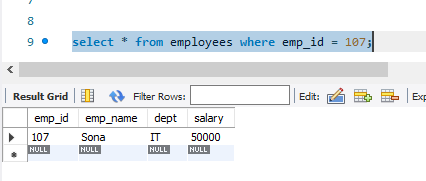 7
8
9 select * from employees where emp_id = 107;
Result Grid Filter Rows: Edit:
emp_id emp_name dept salary
107 Sona IT 50000
NULL NULL NULL NULL